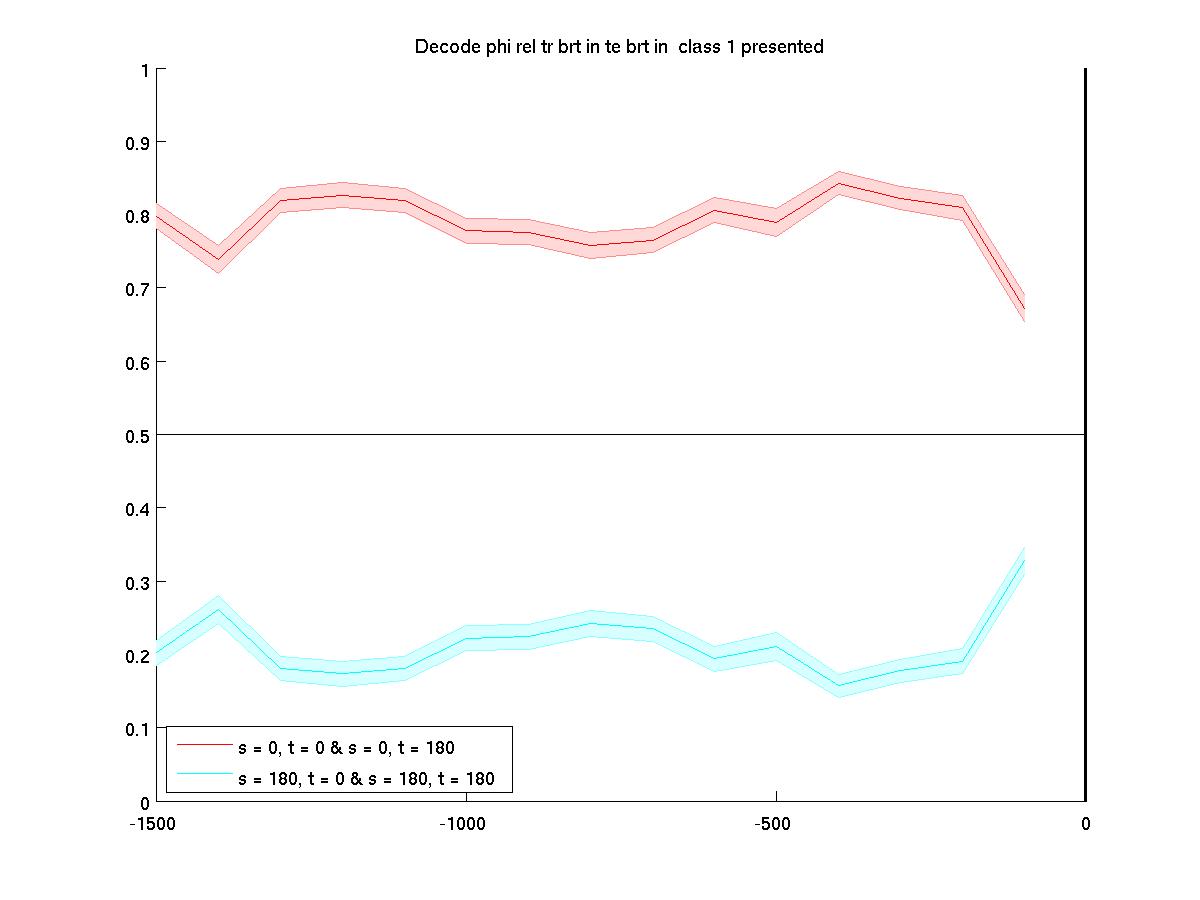 Decode phi rel tr brt in te brt in  class 1 presented
1
0.9
0.8
0.7
0.6
0.5
0.4
0.3
0.2
0.1
0
s = 0, t = 0 & s = 0, t = 180
s = 180, t = 0 & s = 180, t = 180
-1500 -1000 -500 0